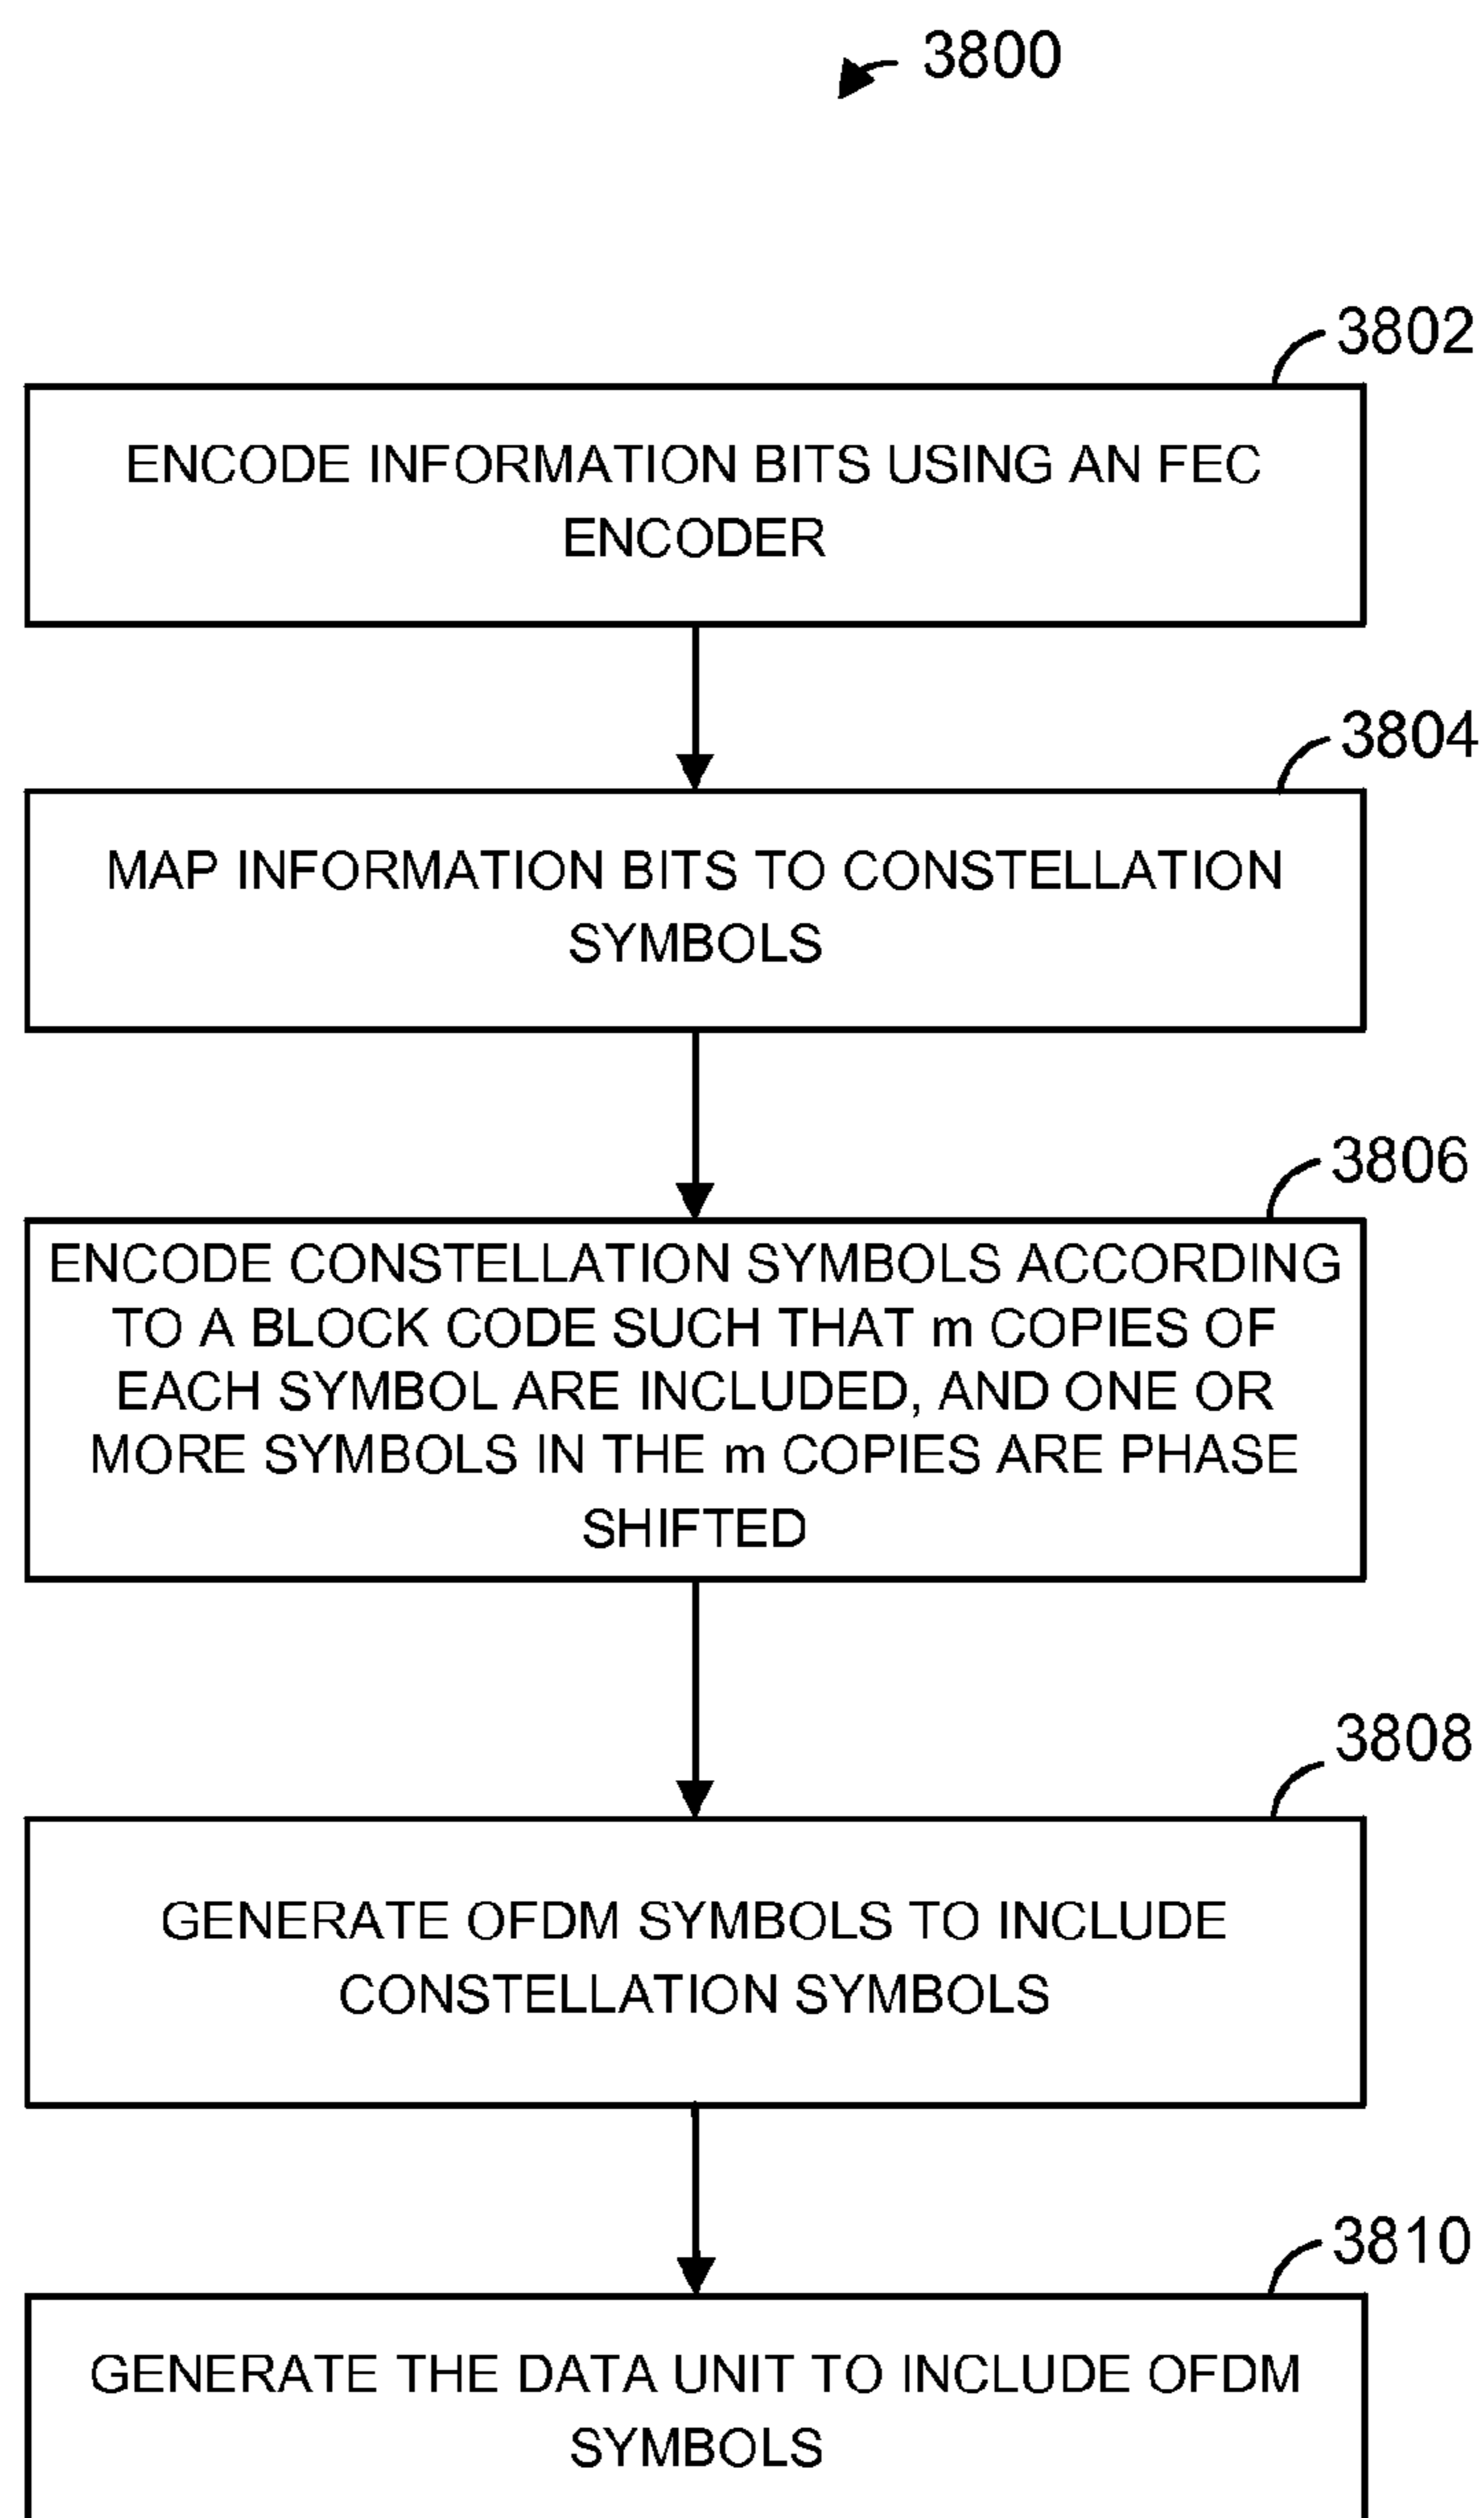 3800
3802
ENCODE INFORMATION BITS USING AN FEC
ENCODER
3804
MAP INFORMATION BITS TO CONSTELLATION
SYMBOLS
3806
ENCODE CONSTELLATION SYMBOLS ACCORDING
TO A BLOCK CODE SUCH THAT m COPIES OF
EACH SYMBOL ARE INCLUDED, AND ONE OR
MORE SYMBOLS IN THE m COPIES ARE PHASE
SHIFTED
3808
GENERATE OFDM SYMBOLS TO INCLUDE
CONSTELLATION SYMBOLS
3810
GENERATE THE DATA UNIT TO INCLUDE OFDM
SYMBOLS